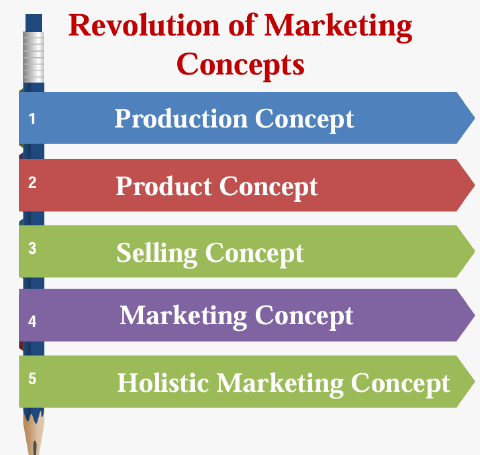 Revolution of Marketing
Concepts
1 Production Concept
2 Product Concept
3 Selling Concept
4 Marketing Concept
5 Holistic Marketing Concept